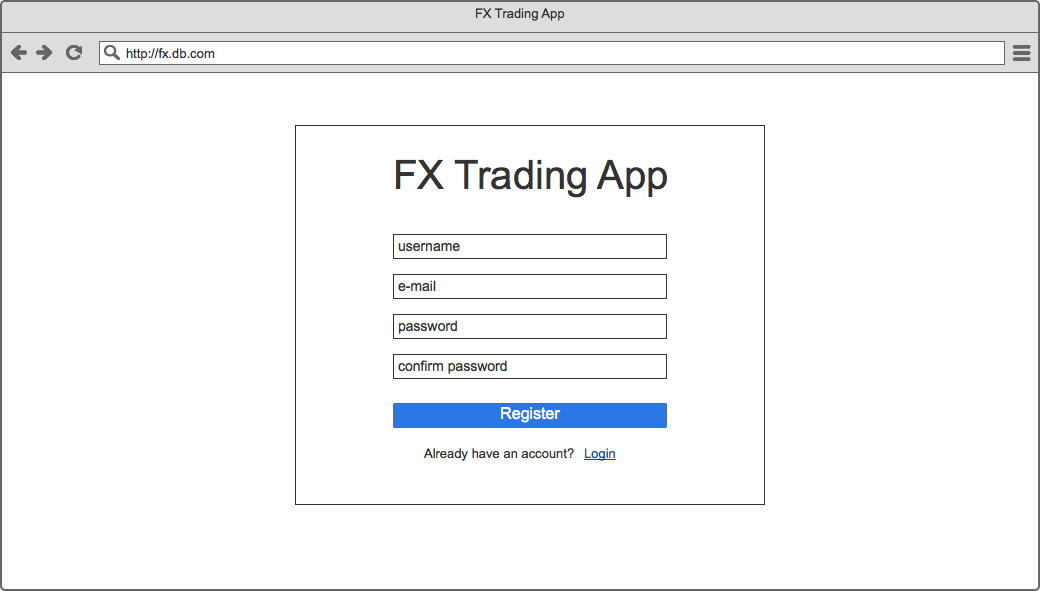 FX Trading App
http://fx.db.com
FX Trading App
username
e-mail
password
confirm password
Register
Already have an account? Login